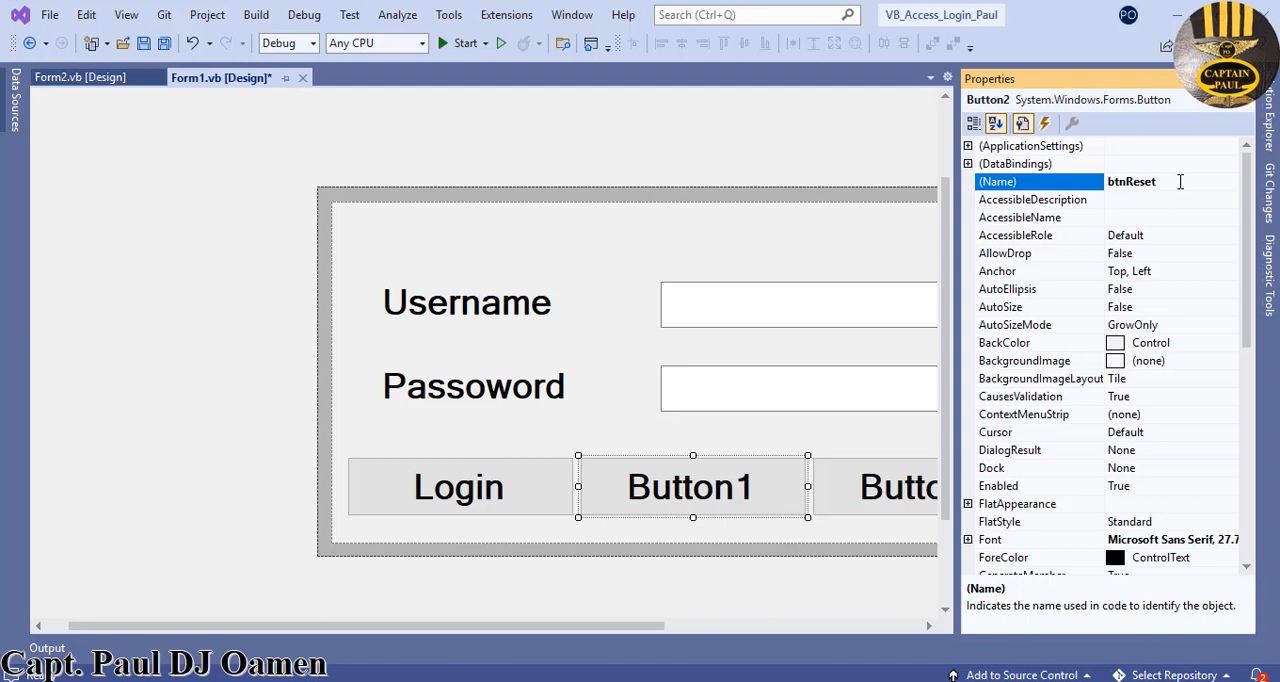 File Edit View Git Project Build Debug Test Analyze Tools Extensions Window Help Search (Ctrl+Q) VB_Access_Login_Paul PO
Debug Any CPU Start
CAPTAIN PAUL
Data Sources
Form2.vb [Design] Form1.vb [Design]*
Username
Passoword
Login Button1 Butto
Properties
Button2 System.Windows.Forms.Button
(ApplicationSettings)
(DataBindings)
(Name) btnReset
AccessibleDescription
AccessibleName
AccessibleRole Default
AllowDrop False
Anchor Top, Left
AutoEllipsis False
AutoSize False
AutoSizeMode GrowOnly
BackColor Control
BackgroundImage (none)
BackgroundImageLayout Tile
CausesValidation True
ContextMenuStrip (none)
Cursor Default
DialogResult None
Dock None
Enabled True
FlatAppearance
FlatStyle Standard
Font Microsoft Sans Serif, 27.7
ForeColor ControlText
(Name)
Indicates the name used in code to identify the object.
Git Changes
Diagnostic Tools
Output
Capt. Paul DJ Oamen
Add to Source Control Select Repository 2